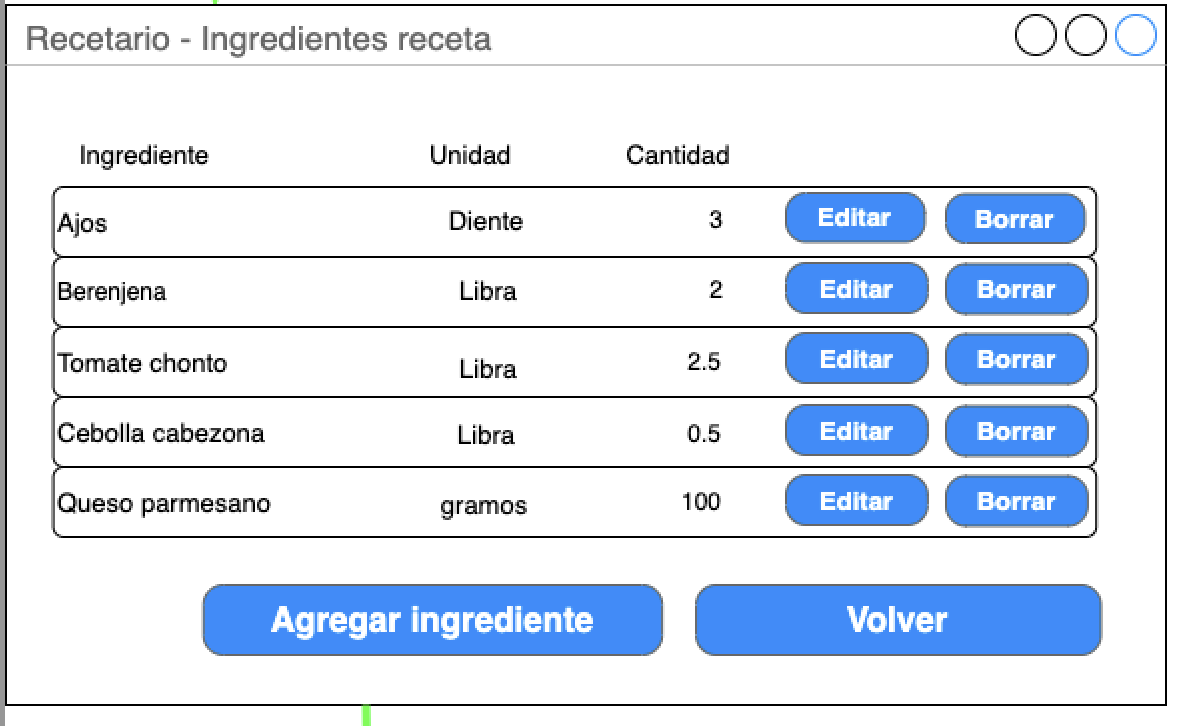 Recetario - Ingredientes receta
Ingrediente Unidad Cantidad
Ajos Diente 3 Editar Borrar
Berenjena Libra 2 Editar Borrar
Tomate chonto Libra 2.5 Editar Borrar
Cebolla cabezona Libra 0.5 Editar Borrar
Queso parmesano gramos 100 Editar Borrar
Agregar ingrediente Volver